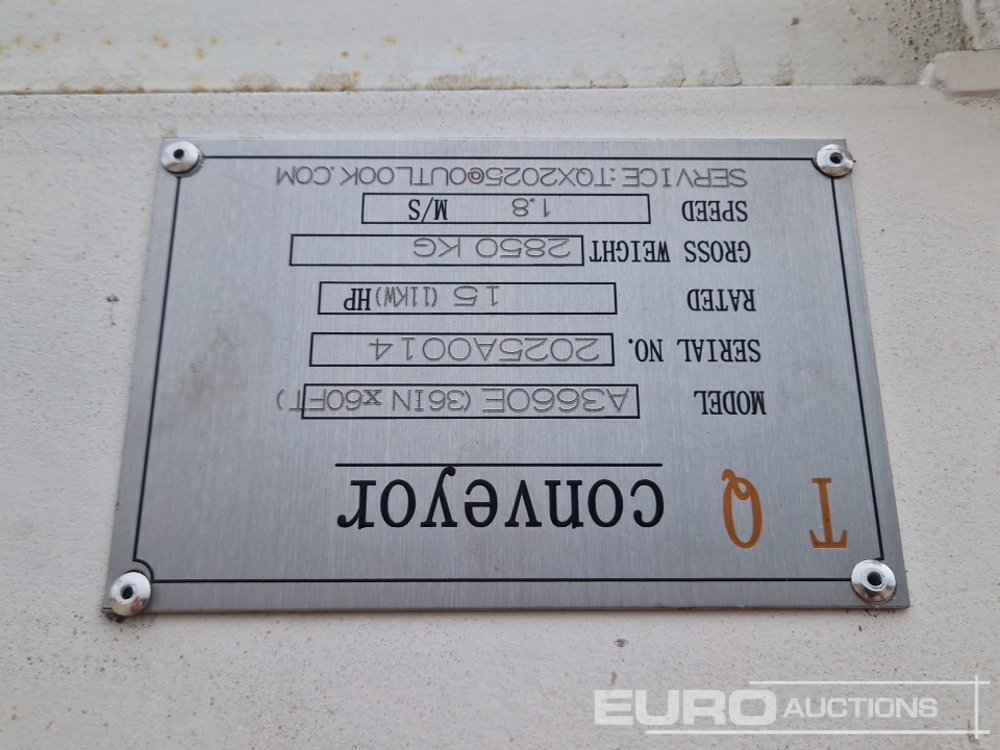 T Q conveyor
MODEL A3660E (36IN x60FT)
SERIAL NO. 2025A0014
RATED 15 (11KW) HP
GROSS WEIGHT 2850 KG
SPEED 1.8 M/S
SERVICE:TQX2025@OUTLOOK.COM
EURO AUCTIONS